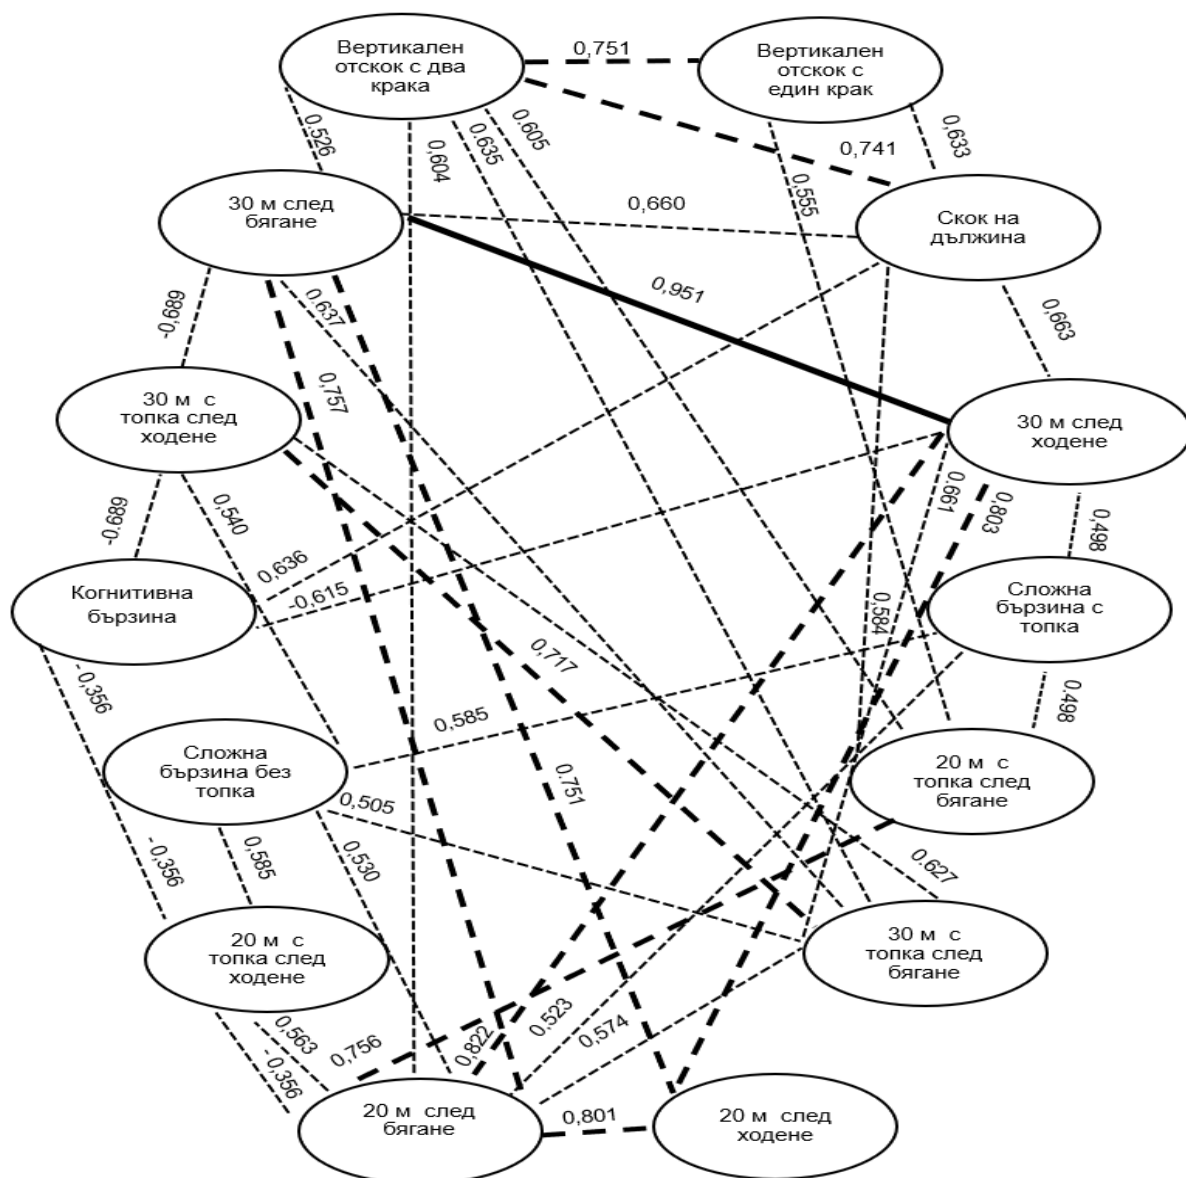 Вертикален
отскок с два
крака
0,751
Вертикален
отскок с
един крак
0.526
0,604
0.635
0.605
0,741
0,633
0,555
30 м след
бягане
0,660
Скок на
дължина
0,951
-0,689
0.637
0,757
0,663
30 м с
топка след
ходене
30 м след
ходене
-0.689
0,540
0,661
0,803
0,498
0,636
-0,615
Когнитивна
бързина
Сложна
бързина с
топка
0,584
0,717
- 0,356
0,585
0.498
Сложна
бързина без
топка
0.751
20 м с
топка след
бягане
0,505
- 0,356
0,585
0,530
0.627
20 м с
топка след
ходене
30 м с
топка след
бягане
0,563
0,756
0,822
0,523
0,574
- 0,356
20 м след
бягане
0,801
20 м след
ходене